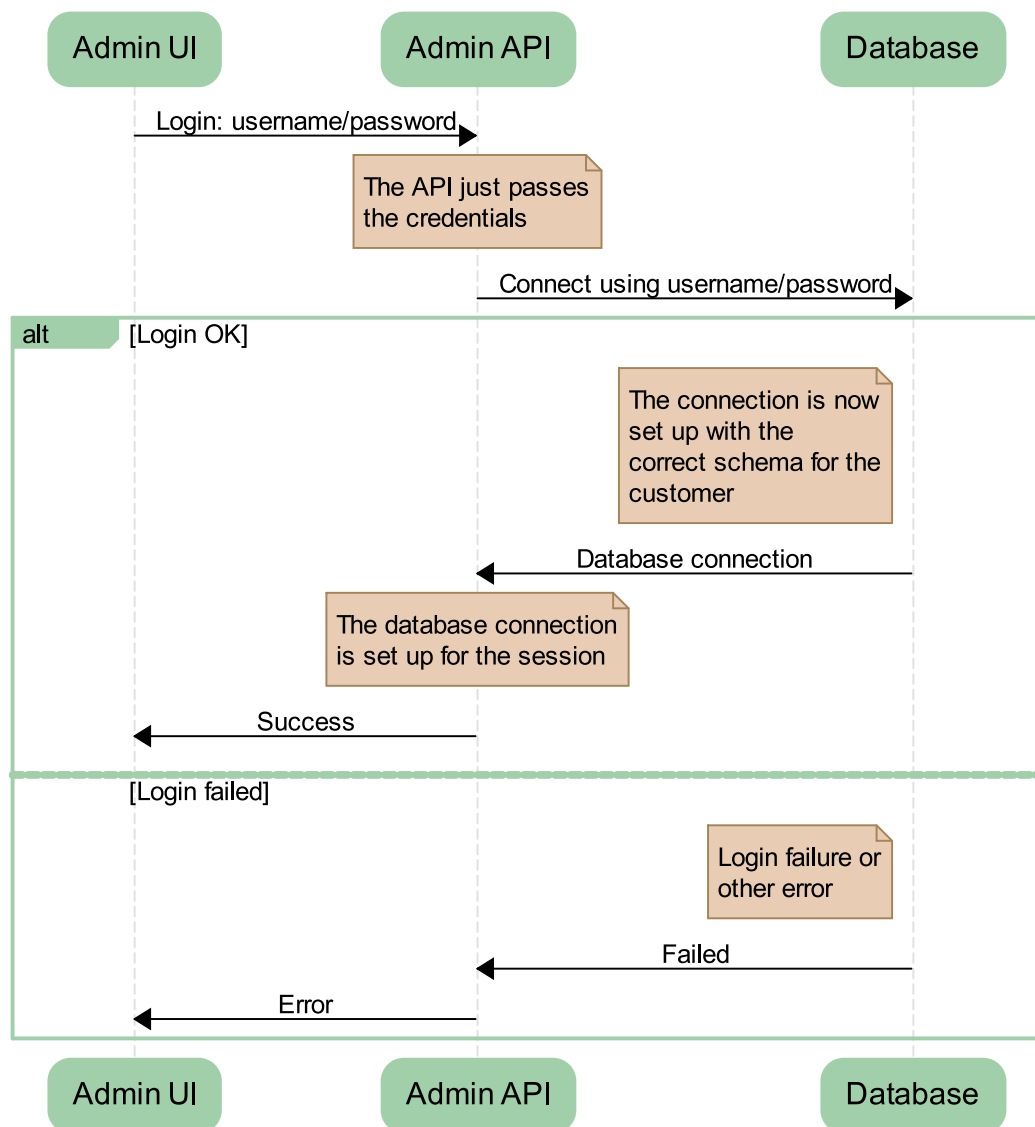 Admin UI
Admin API
Database
Login: username/password
The API just passes
the credentials
Connect using username/password
alt
[Login OK]
The connection is now
set up with the
correct schema for the
customer
Database connection
The database connection
is set up for the session
Success
[Login failed]
Login failure or
other error
Failed
Error
Admin UI
Admin API
Database